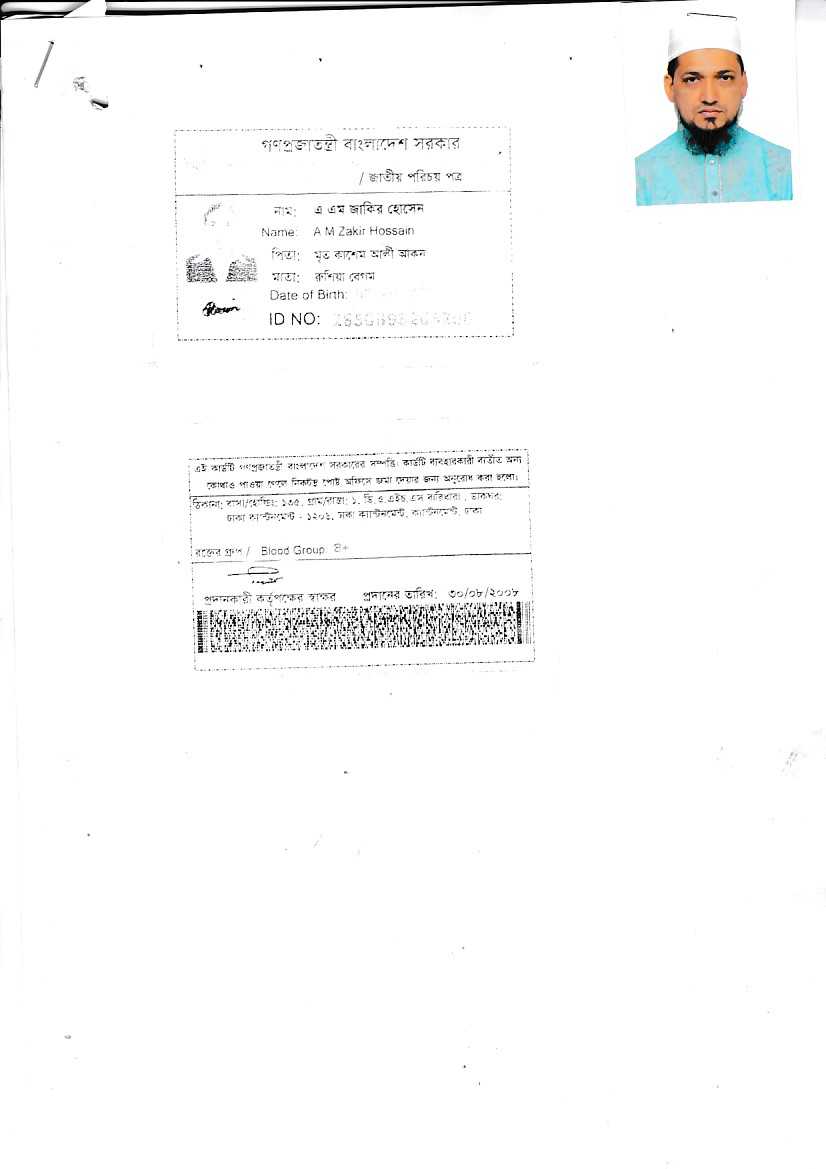 গণপ্রজাতন্ত্রী বাংলাদেশ সরকার
/ জাতীয় পরিচয় পত্র
নাম: এ এম জাকির হোসেন
Name: A M Zakir Hossain
পিতা: মৃত কাশেম আলী আকন
মাতা: রুশিয়া বেগম
Date of Birth:
ID NO:
এই কার্ডটি গণপ্রজাতন্ত্রী বাংলাদেশ সরকারের সম্পত্তি। কার্ডটি ব্যবহারকারী ব্যতীত অন্য
কোথাও পাওয়া গেলে নিকটস্থ পোষ্ট অফিসে জমা দেয়ার জন্য অনুরোধ করা হলো।
ঠিকানা: বাসা/হোল্ডিং: ১৩৫, গ্রাম/রাস্তা: ১, ডি.ও.এইচ.এস বারিধারা, ডাকঘর:
ঢাকা ক্যান্টনমেন্ট - ১২০৬, ঢাকা ক্যান্টনমেন্ট, ক্যান্টনমেন্ট, ঢাকা
রক্তের গ্রুপ / Blood Group: B+
প্রদানকারী কর্তৃপক্ষের স্বাক্ষর প্রদানের তারিখ: ৩০/০৮/২০০৮